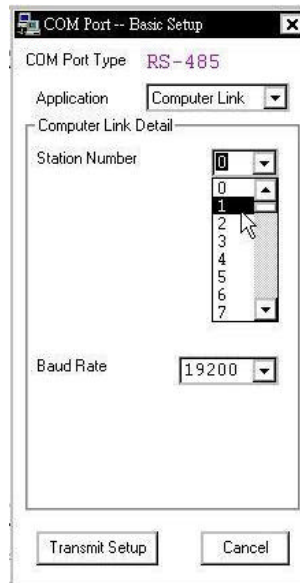 COM Port -- Basic Setup
COM Port Type RS-485
Application Computer Link
Computer Link Detail
Station Number 0
0
1
2
3
4
5
6
7
Baud Rate 19200
Transmit Setup Cancel